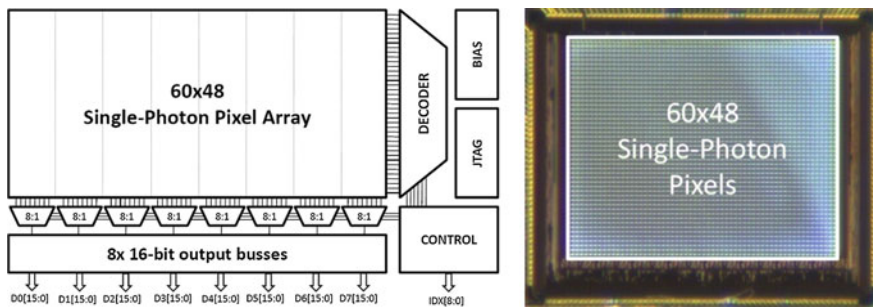 60x48
Single-Photon Pixel Array
DECODER
BIAS
JTAG
8:1 8:1 8:1 8:1 8:1 8:1 8:1 8:1
8x 16-bit output busses
CONTROL
D0[15:0] D1[15:0] D2[15:0] D3[15:0] D4[15:0] D5[15:0] D6[15:0] D7[15:0] IDX[8:0]
60x48
Single-Photon
Pixels